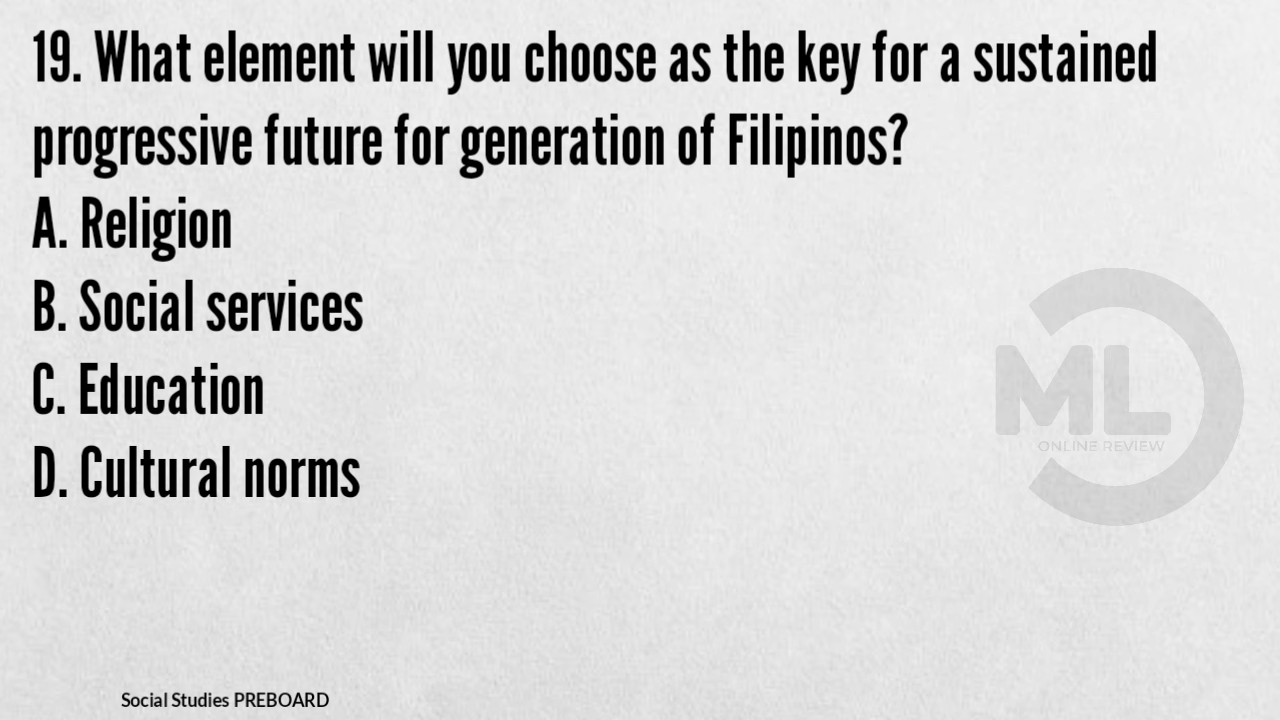 19. What element will you choose as the key for a sustained
progressive future for generation of Filipinos?
A. Religion
B. Social services
C. Education
D. Cultural norms
ML
ONLINE REVIEW
Social Studies PREBOARD